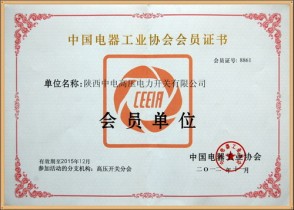 中国电器工业协会会员证书
会员证号: 8861
单位名称:陕西中电高压电力开关有限公司
CEEIA
会员单位
有效期至2015年12月
参加活动的分支机构:高压开关分会
中国电器工业协会